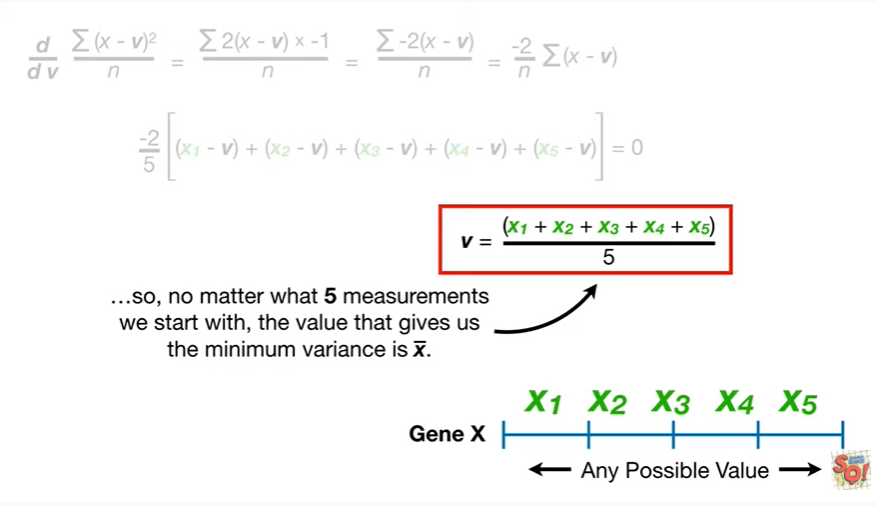 d/dv Σ(x - v)²/n = Σ2(x - v) × -1/n = Σ-2(x - v)/n = -2/n Σ(x - v)
-2/5 [(x₁ - v) + (x₂ - v) + (x₃ - v) + (x₄ - v) + (x₅ - v)] = 0
v = (x₁ + x₂ + x₃ + x₄ + x₅)/5
...so, no matter what 5 measurements
we start with, the value that gives us
the minimum variance is x̄.
x₁ x₂ x₃ x₄ x₅
Gene X
Any Possible Value
SQ!